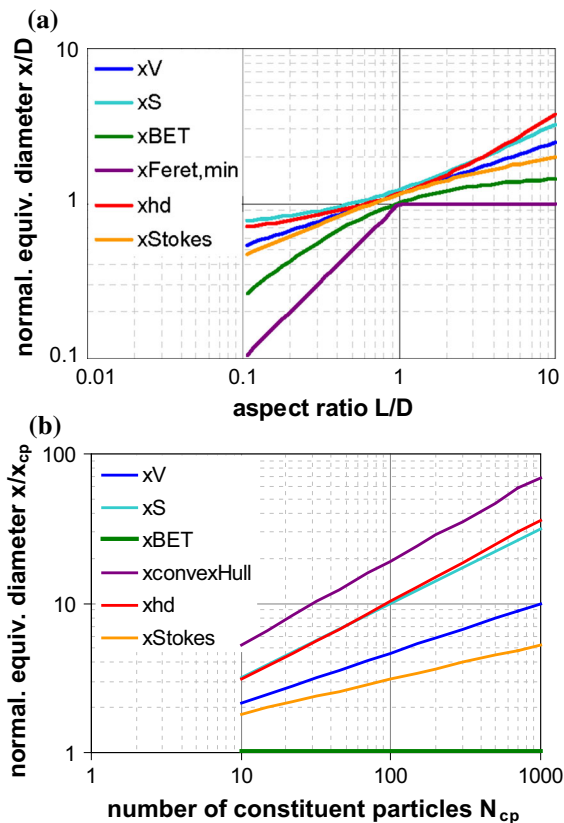 (a)
normal. equiv. diameter x/D
10
1
0.1
xV
xS
xBET
xFeret,min
xhd
xStokes
0.01
0.1
1
10
aspect ratio L/D
(b)
normal. equiv. diameter x/xcp
100
10
1
xV
xS
xBET
xconvexHull
xhd
xStokes
1
10
100
1000
number of constituent particles Ncp